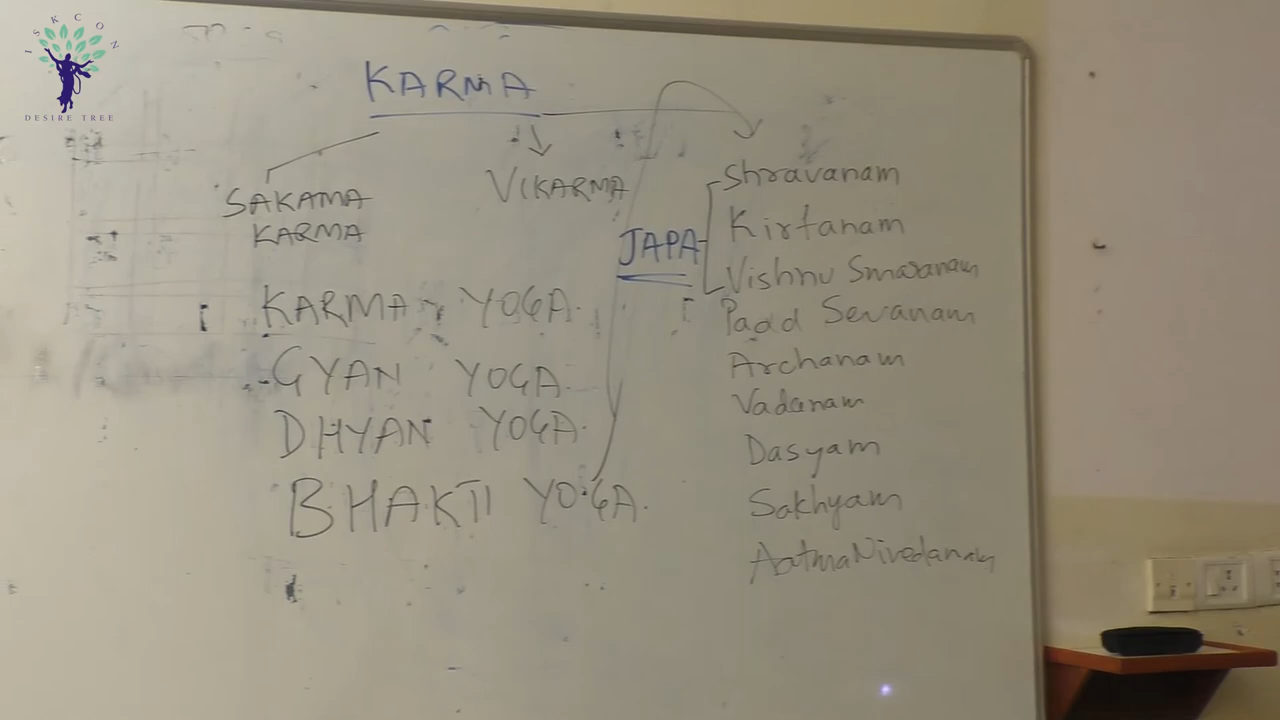 ISKCON
DESIRE TREE
KARMA
SAKAMA
KARMA
VIKARMA
KARMA YOGA.
GYAN YOGA.
DHYAN YOGA.
BHAKTI YOGA.
JAPA
Shravanam
Kirtanam
Vishnu Smaranam
Paad Sevanam
Archanam
Vadanam
Dasyam
Sakhyam
AatmaNivedanam